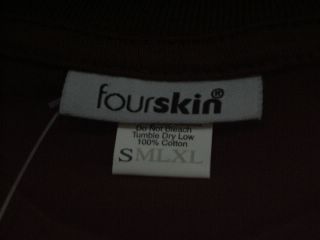 fourskin®
Do Not Bleach
Tumble Dry Low
100% Cotton
SMLXL